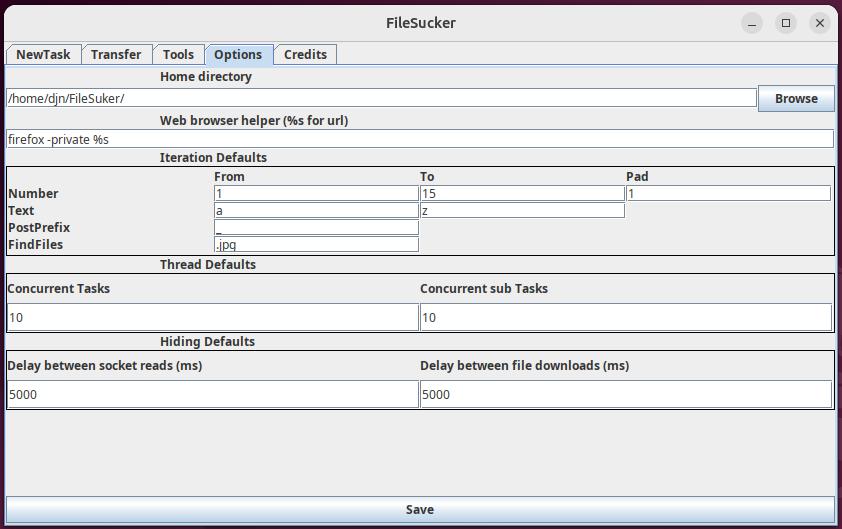 FileSucker
NewTask Transfer Tools Options Credits
Home directory
/home/djn/FileSuker/ Browse
Web browser helper (%s for url)
firefox -private %s
Iteration Defaults
From To Pad
Number 1 15 1
Text a z
PostPrefix _
FindFiles .jpg
Thread Defaults
Concurrent Tasks Concurrent sub Tasks
10 10
Hiding Defaults
Delay between socket reads (ms) Delay between file downloads (ms)
5000 5000
Save